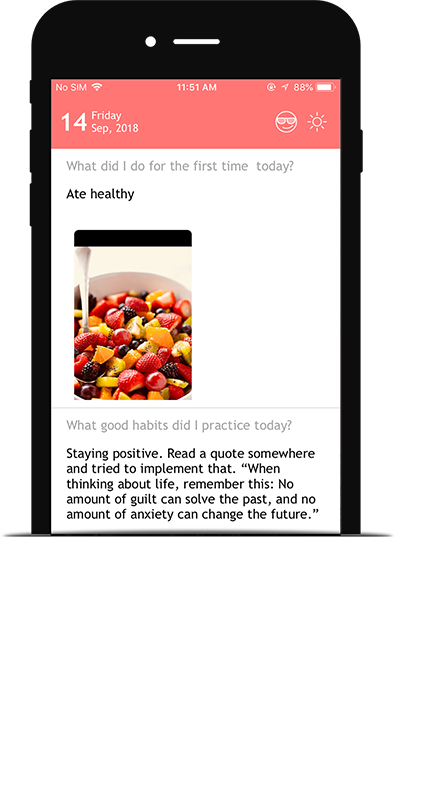 No SIM 11:51 AM 88%
14 Friday
Sep, 2018
What did I do for the first time  today?
Ate healthy
What good habits did I practice today?
Staying positive. Read a quote somewhere
and tried to implement that. “When
thinking about life, remember this: No
amount of guilt can solve the past, and no
amount of anxiety can change the future.”